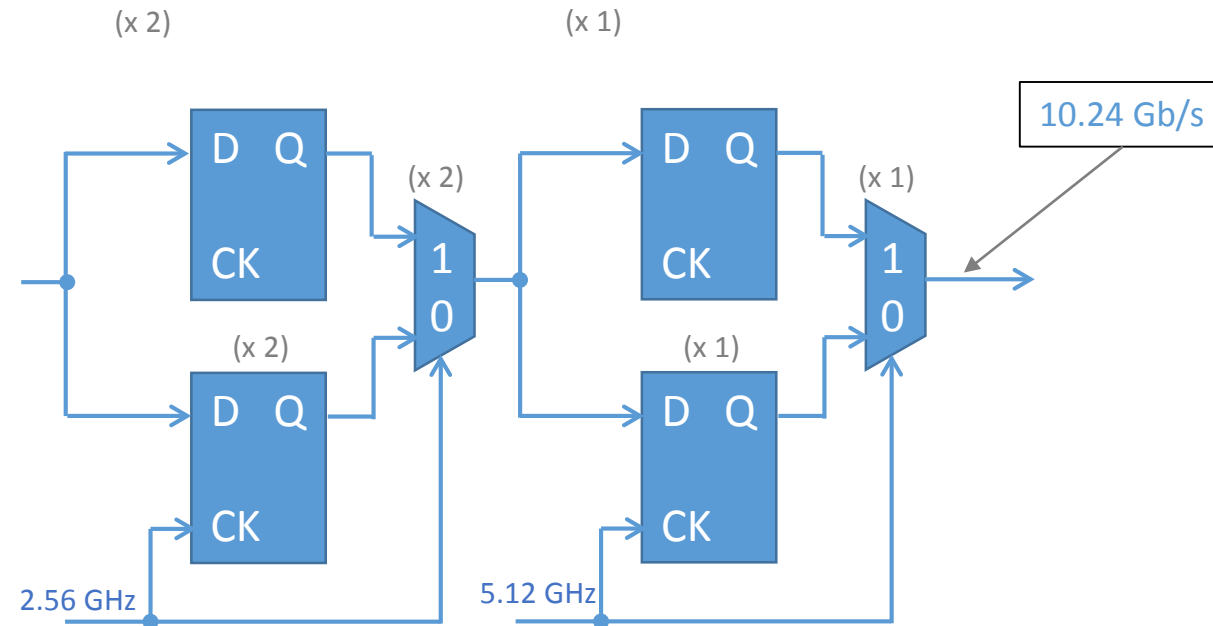 (x 2)
(x 1)
10.24 Gb/s
D Q
CK
(x 2)
1
0
D Q
CK
(x 1)
1
0
(x 2)
D Q
CK
(x 1)
D Q
CK
2.56 GHz
5.12 GHz